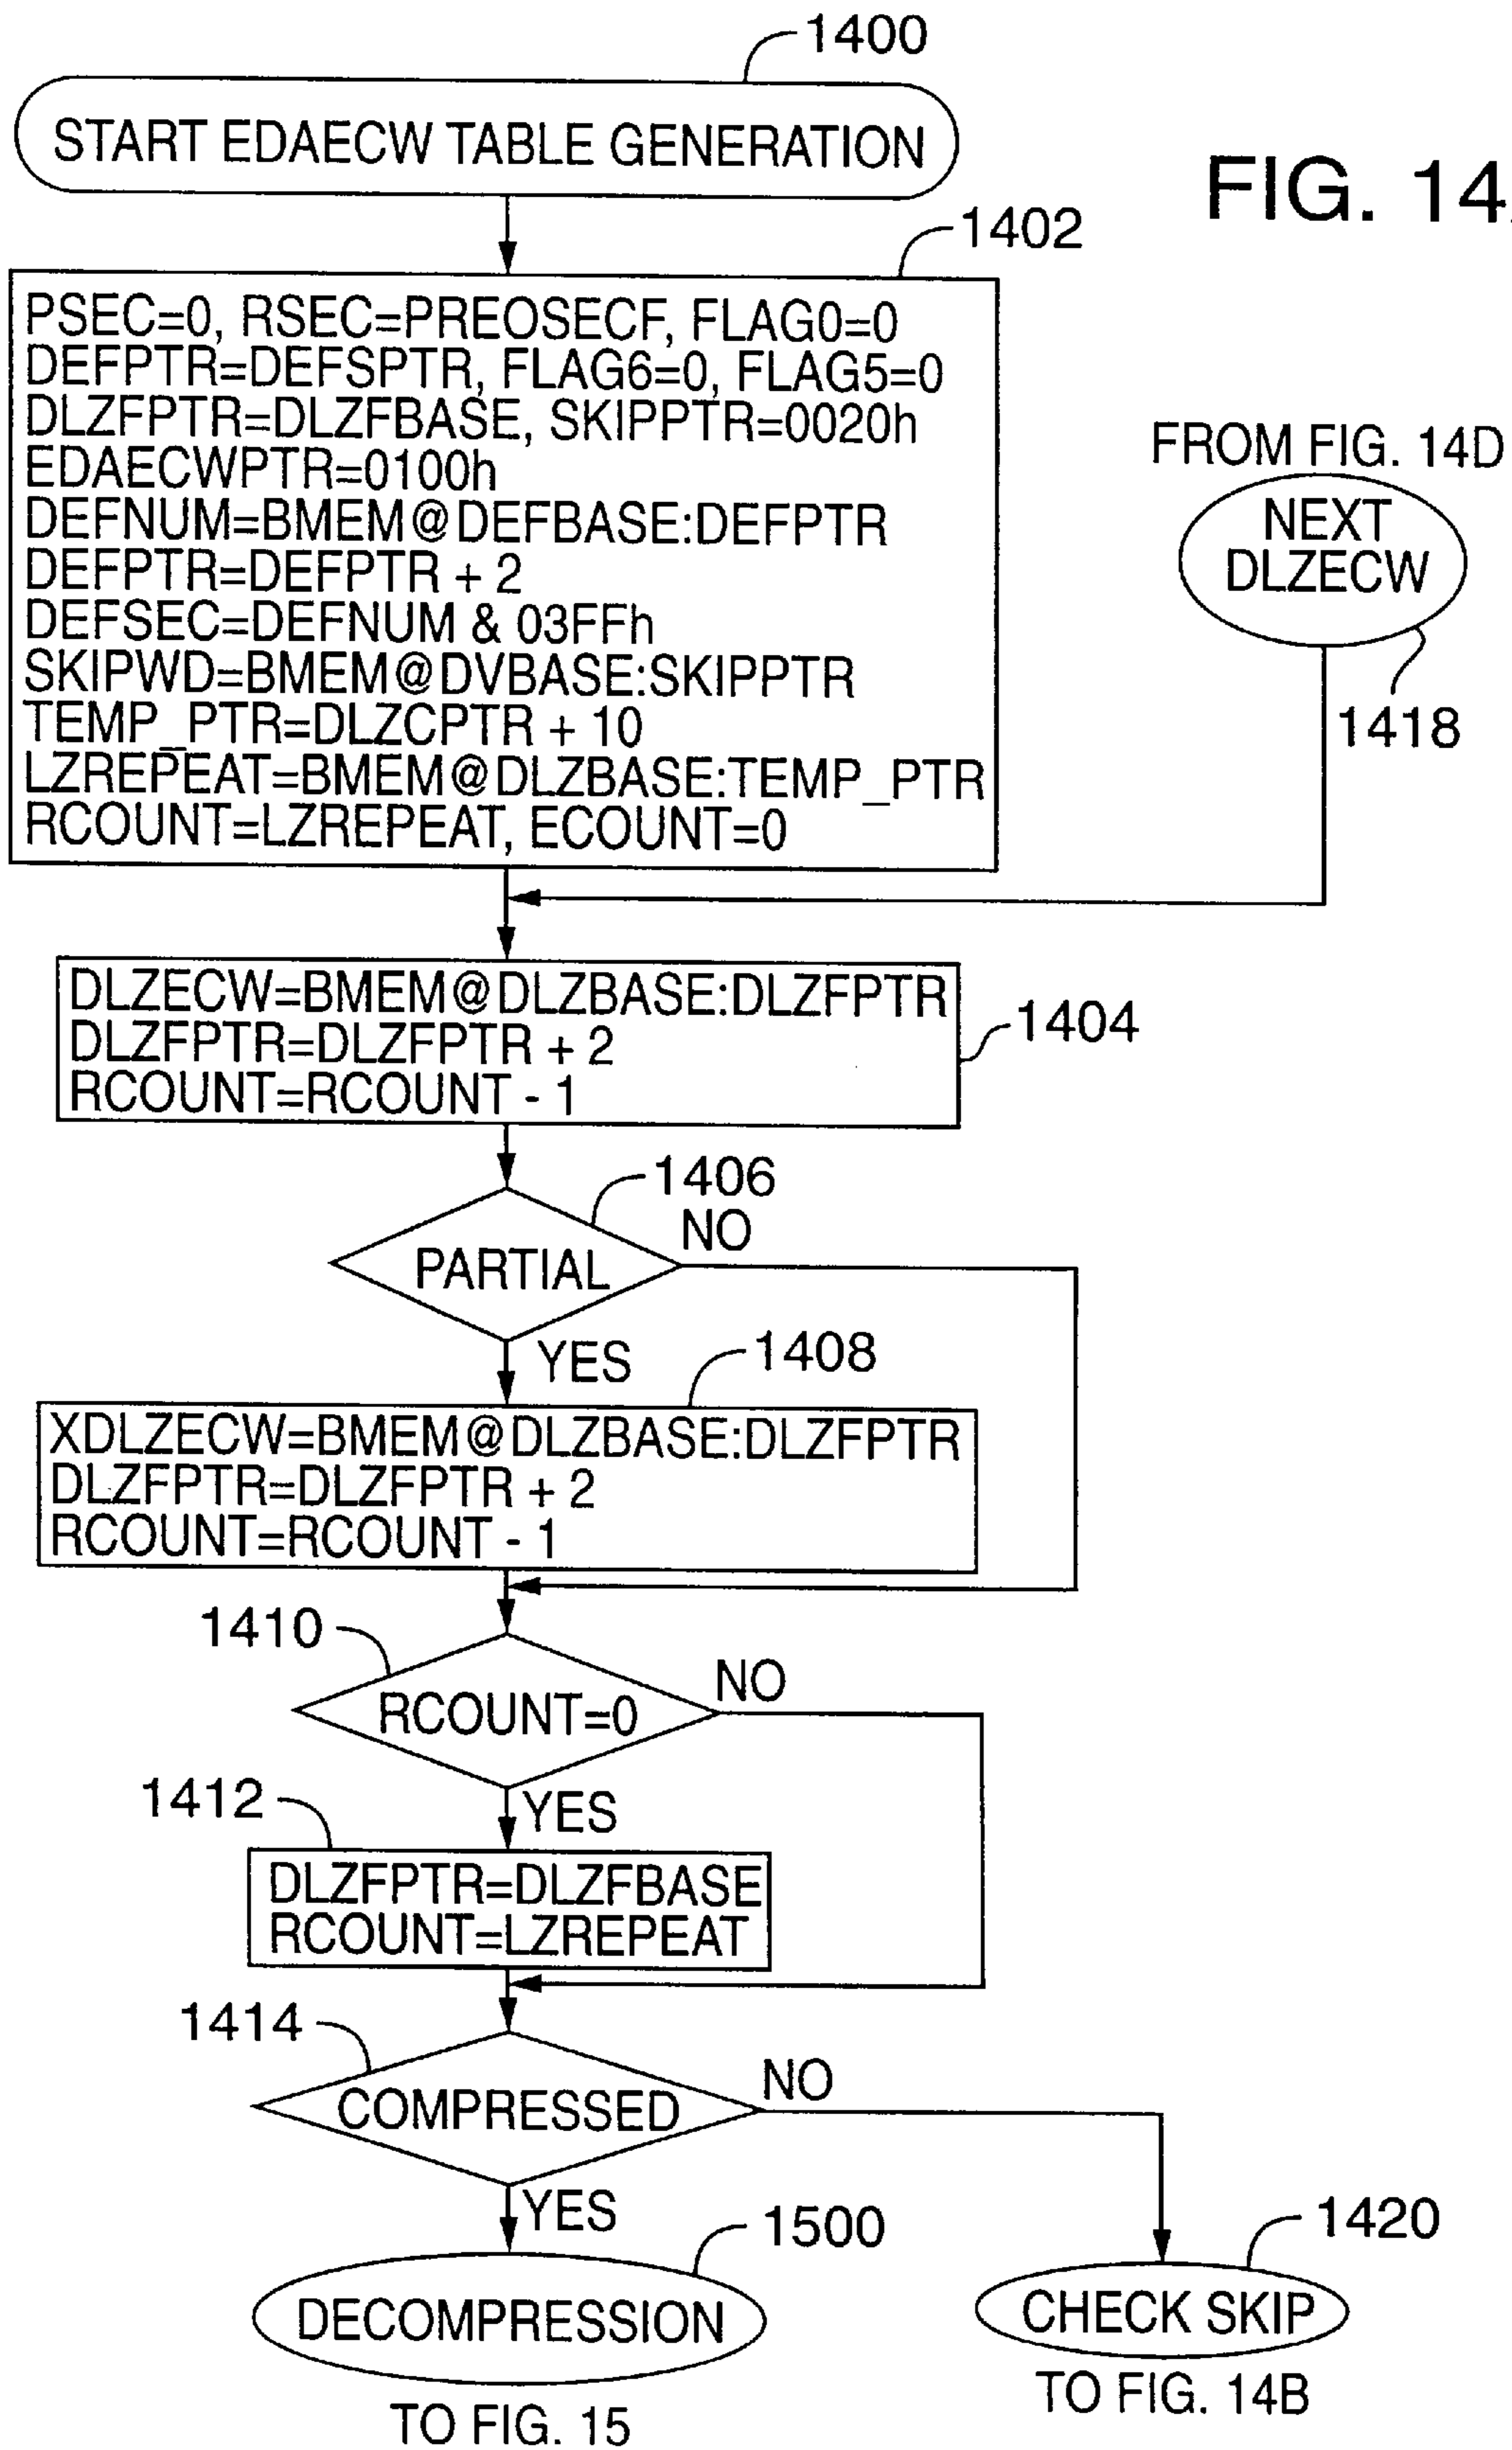 1400
START EDAECW TABLE GENERATION
FIG. 14
1402
PSEC=0, RSEC=PREOSECF, FLAG0=0
DEFPTR=DEFSPTR, FLAG6=0, FLAG5=0
DLZFPTR=DLZFBASE, SKIPPTR=0020h
EDAECWPTR=0100h
DEFNUM=BMEM@DEFBASE:DEFPTR
DEFPTR=DEFPTR + 2
DEFSEC=DEFNUM & 03FFh
SKIPWD=BMEM@DVBASE:SKIPPTR
TEMP_PTR=DLZCPTR + 10
LZREPEAT=BMEM@DLZBASE:TEMP_PTR
RCOUNT=LZREPEAT, ECOUNT=0
FROM FIG. 14D
NEXT
DLZECW
1418
DLZECW=BMEM@DLZBASE:DLZFPTR
DLZFPTR=DLZFPTR + 2
RCOUNT=RCOUNT - 1
1404
1406
PARTIAL
NO
YES
1408
XDLZECW=BMEM@DLZBASE:DLZFPTR
DLZFPTR=DLZFPTR + 2
RCOUNT=RCOUNT - 1
1410
RCOUNT=0
NO
YES
1412
DLZFPTR=DLZFBASE
RCOUNT=LZREPEAT
1414
COMPRESSED
NO
YES
1500
DECOMPRESSION
TO FIG. 15
1420
CHECK SKIP
TO FIG. 14B